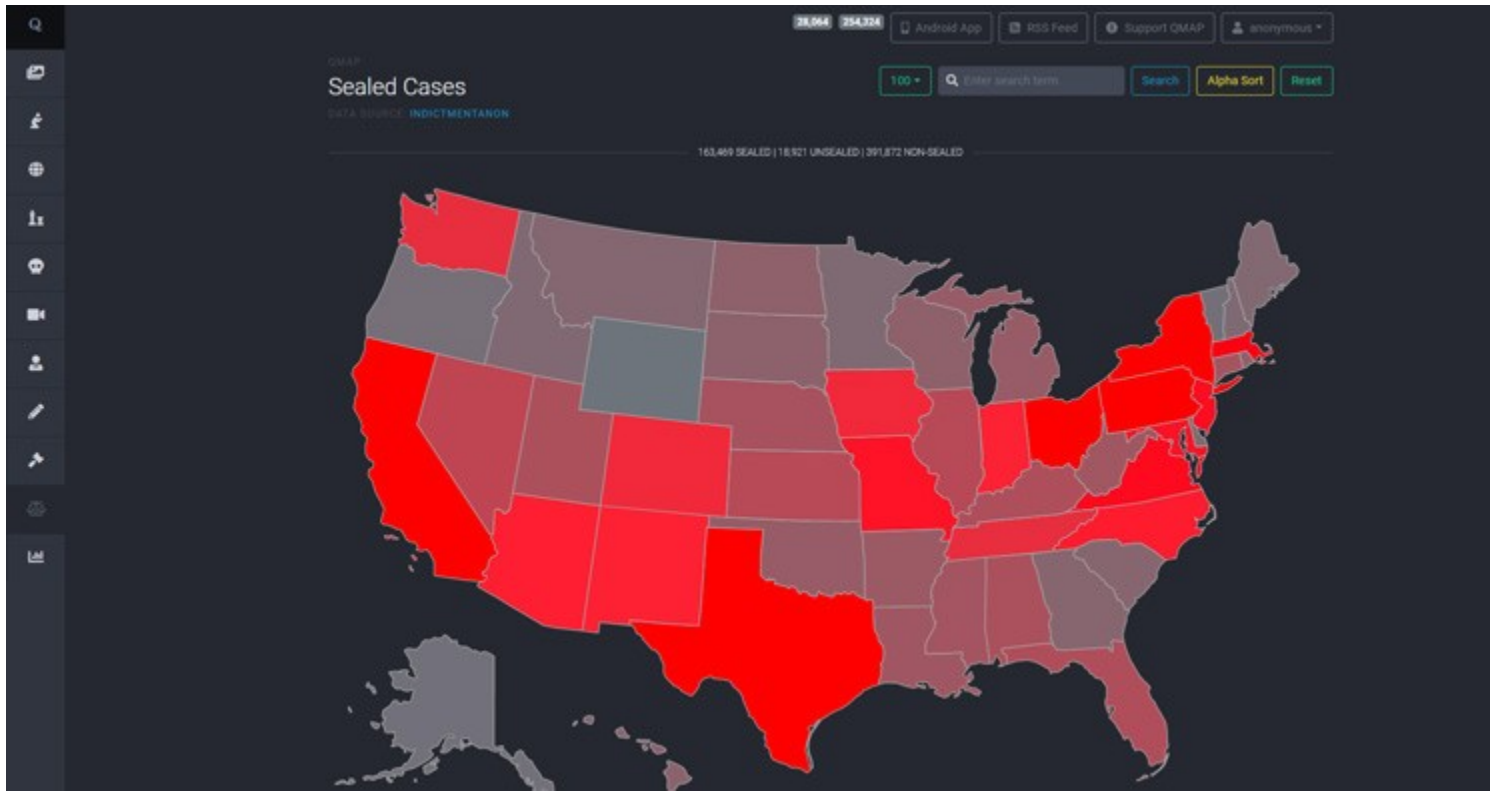 Q
28,064 254,324 Android App RSS Feed Support QMAP anonymous
QMAP
Sealed Cases
100 Enter search term Search Alpha Sort Reset
DATA SOURCE: INDICTMENTANON
163,469 SEALED | 18,921 UNSEALED | 391,872 NON-SEALED